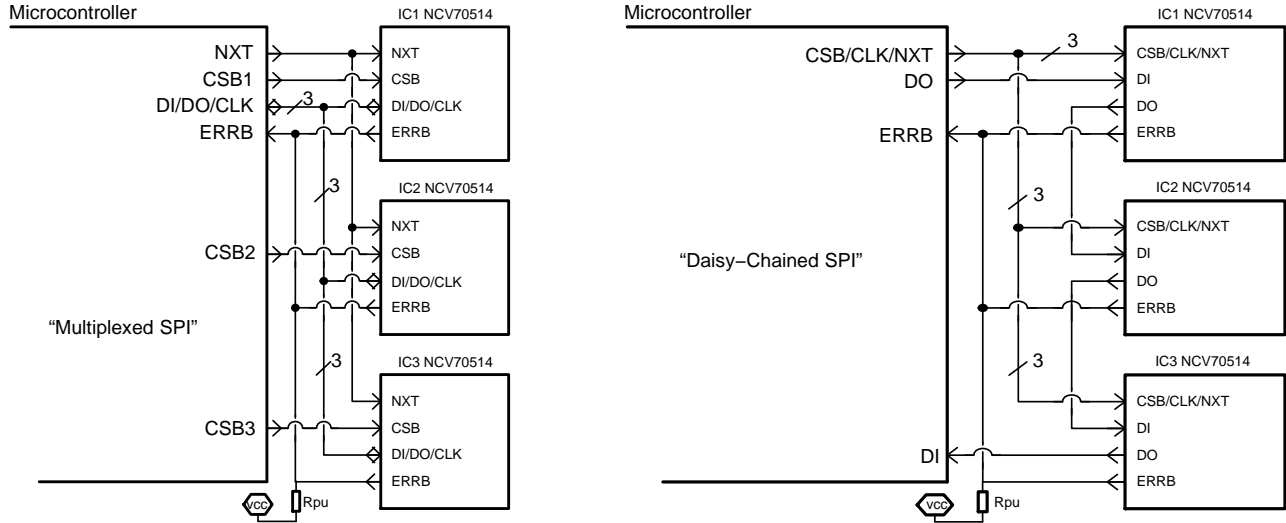 Microcontroller
IC1 NCV70514
NXT
CSB1
DI/DO/CLK
ERRB
3
NXT
CSB
DI/DO/CLK
ERRB
3
IC2 NCV70514
CSB2
NXT
CSB
DI/DO/CLK
ERRB
“Multiplexed SPI”
3
IC3 NCV70514
CSB3
NXT
CSB
DI/DO/CLK
ERRB
VCC
Rpu
Microcontroller
IC1 NCV70514
CSB/CLK/NXT
DO
ERRB
3
CSB/CLK/NXT
DI
DO
ERRB
3
IC2 NCV70514
CSB/CLK/NXT
DI
DO
ERRB
“Daisy−Chained SPI”
3
IC3 NCV70514
CSB/CLK/NXT
DI
DO
ERRB
DI
VCC
Rpu